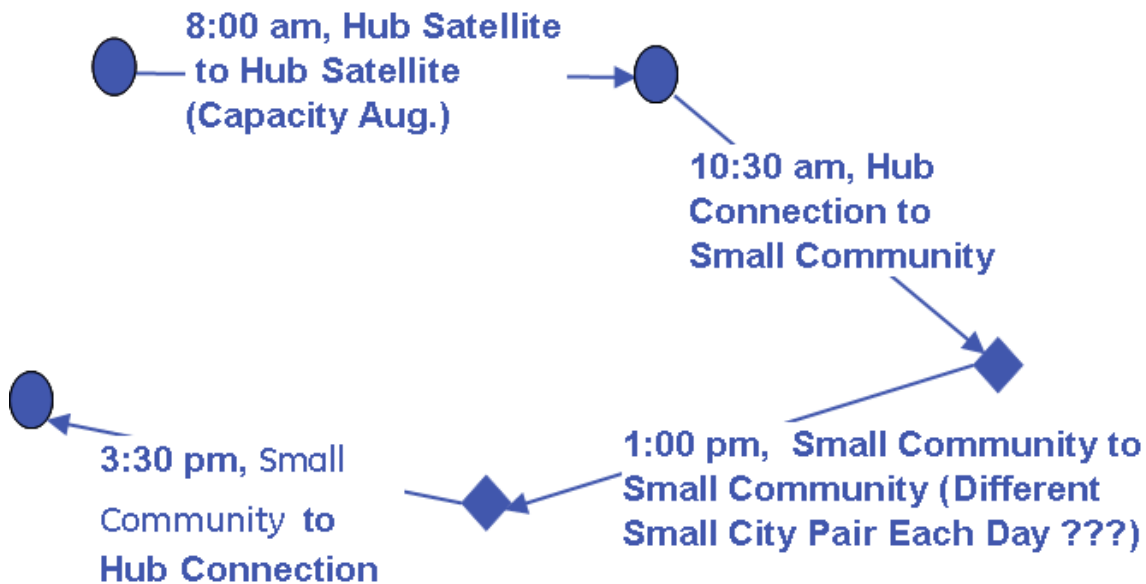 8:00 am, Hub Satellite
to Hub Satellite
(Capacity Aug.)
10:30 am, Hub
Connection to
Small Community
1:00 pm,  Small Community to
Small Community (Different
Small City Pair Each Day ???)
3:30 pm, Small
Community to
Hub Connection